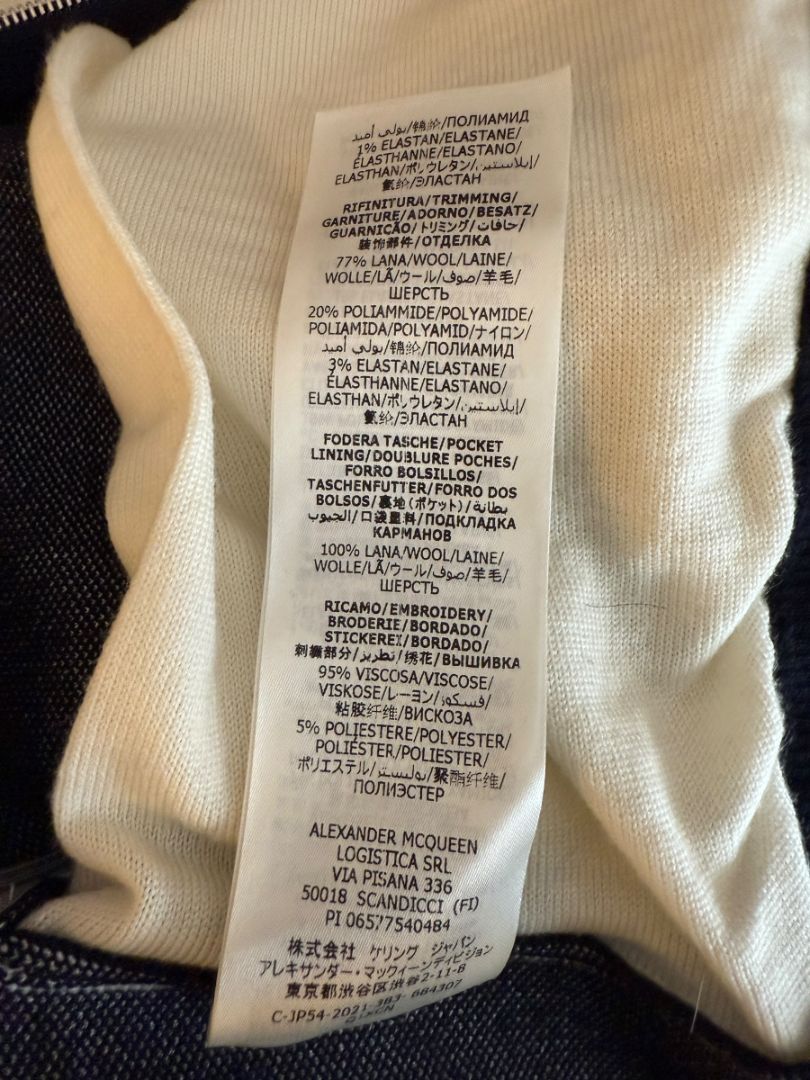 بولي أميد/锦纶/ПОЛИАМИД
1% ELASTAN/ELASTANE/
ÉLASTHANNE/ELASTANO/
ELASTHAN/ポリウレタン/إيلاستين/
氨纶/ЭЛАСТАН
RIFINITURA/TRIMMING/
GARNITURE/ADORNO/BESATZ/
GUARNICÃO/トリミング/حافات/
装饰部件/ОТДЕЛКА
77% LANA/WOOL/LAINE/
WOLLE/LÃ/ウール/صوف/羊毛/
ШЕРСТЬ
20% POLIAMMIDE/POLYAMIDE/
POLIAMIDA/POLYAMID/ナイロン/
بولي أميد/锦纶/ПОЛИАМИД
3% ELASTAN/ELASTANE/
ÉLASTHANNE/ELASTANO/
ELASTHAN/ポリウレタン/إيلاستين/
氨纶/ЭЛАСТАН
FODERA TASCHE/POCKET
LINING/DOUBLURE POCHES/
FORRO BOLSILLOS/
TASCHENFUTTER/FORRO DOS
BOLSOS/裏地(ポケット)/بطانة
الجيوب/口袋里料/ПОДКЛАДКА
КАРМАНОВ
100% LANA/WOOL/LAINE/
WOLLE/LÃ/ウール/صوف/羊毛/
ШЕРСТЬ
RICAMO/EMBROIDERY/
BRODERIE/BORDADO/
STICKEREI/BORDADO/
刺繍部分/تطريز/绣花/ВЫШИВКА
95% VISCOSA/VISCOSE/
VISKOSE/レーヨン/فسكوز/
粘胶纤维/ВИСКОЗА
5% POLIESTERE/POLYESTER/
POLIÉSTER/POLIESTER/
ポリエステル/بوليستر/聚酯纤维/
ПОЛИЭСТЕР
ALEXANDER MCQUEEN
LOGISTICA SRL
VIA PISANA 336
50018 SCANDICCI (FI)
PI 06577540484
株式会社 ケリング ジャパン
アレキサンダー・マックィーンディビジョン
東京都渋谷区渋谷2-11-8
C-JP54-2021-383- 684307